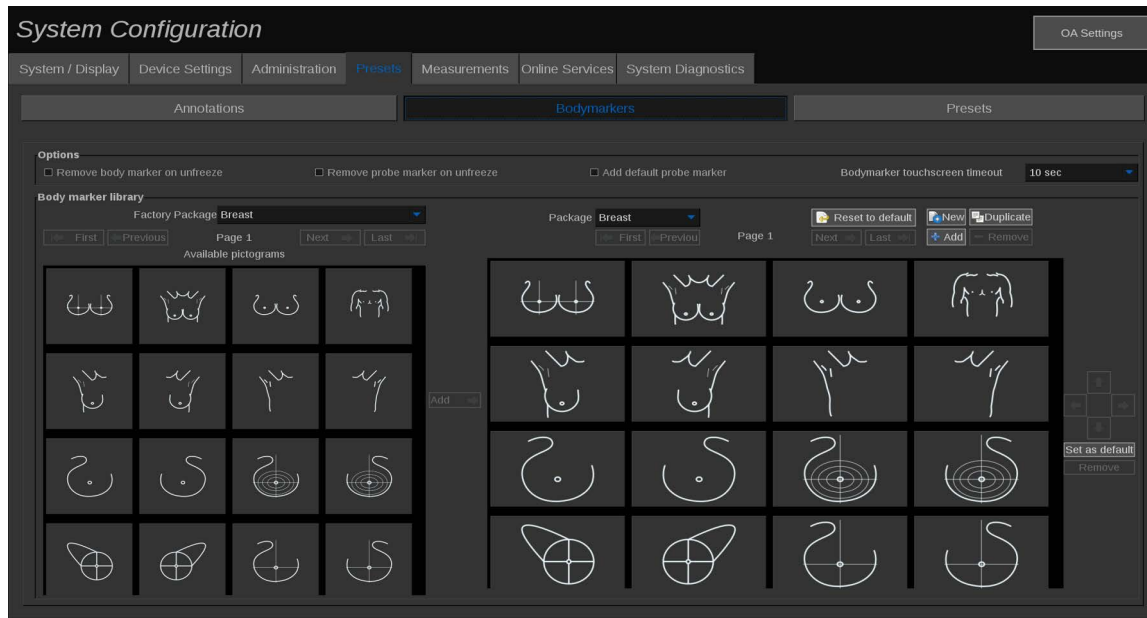 System Configuration
OA Settings
System / Display Device Settings Administration Presets Measurements Online Services System Diagnostics
Annotations Bodymarkers Presets
Options
Remove body marker on unfreeze Remove probe marker on unfreeze Add default probe marker Bodymarker touchscreen timeout 10 sec
Body marker library
Factory Package Breast Package Breast Reset to default New Duplicate
First Previous Page 1 Next Last First Previou Page 1 Next Last Add Remove
Available pictograms
Add
Set as default
Remove